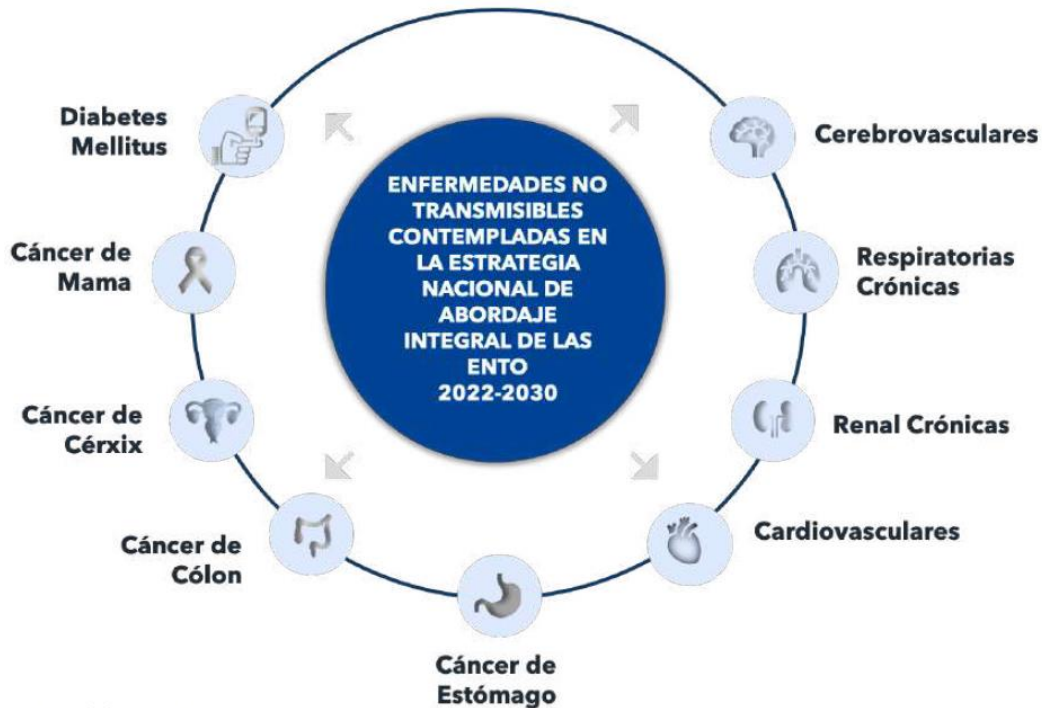 Diabetes
Mellitus
Cáncer de
Mama
Cáncer de
Cérxix
Cáncer de
Cólon
Cáncer de
Estómago
Cardiovasculares
Renal Crónicas
Respiratorias
Crónicas
Cerebrovasculares
ENFERMEDADES NO
TRANSMISIBLES
CONTEMPLADAS EN
LA ESTRATEGIA
NACIONAL DE
ABORDAJE
INTEGRAL DE LAS
ENTO
2022-2030